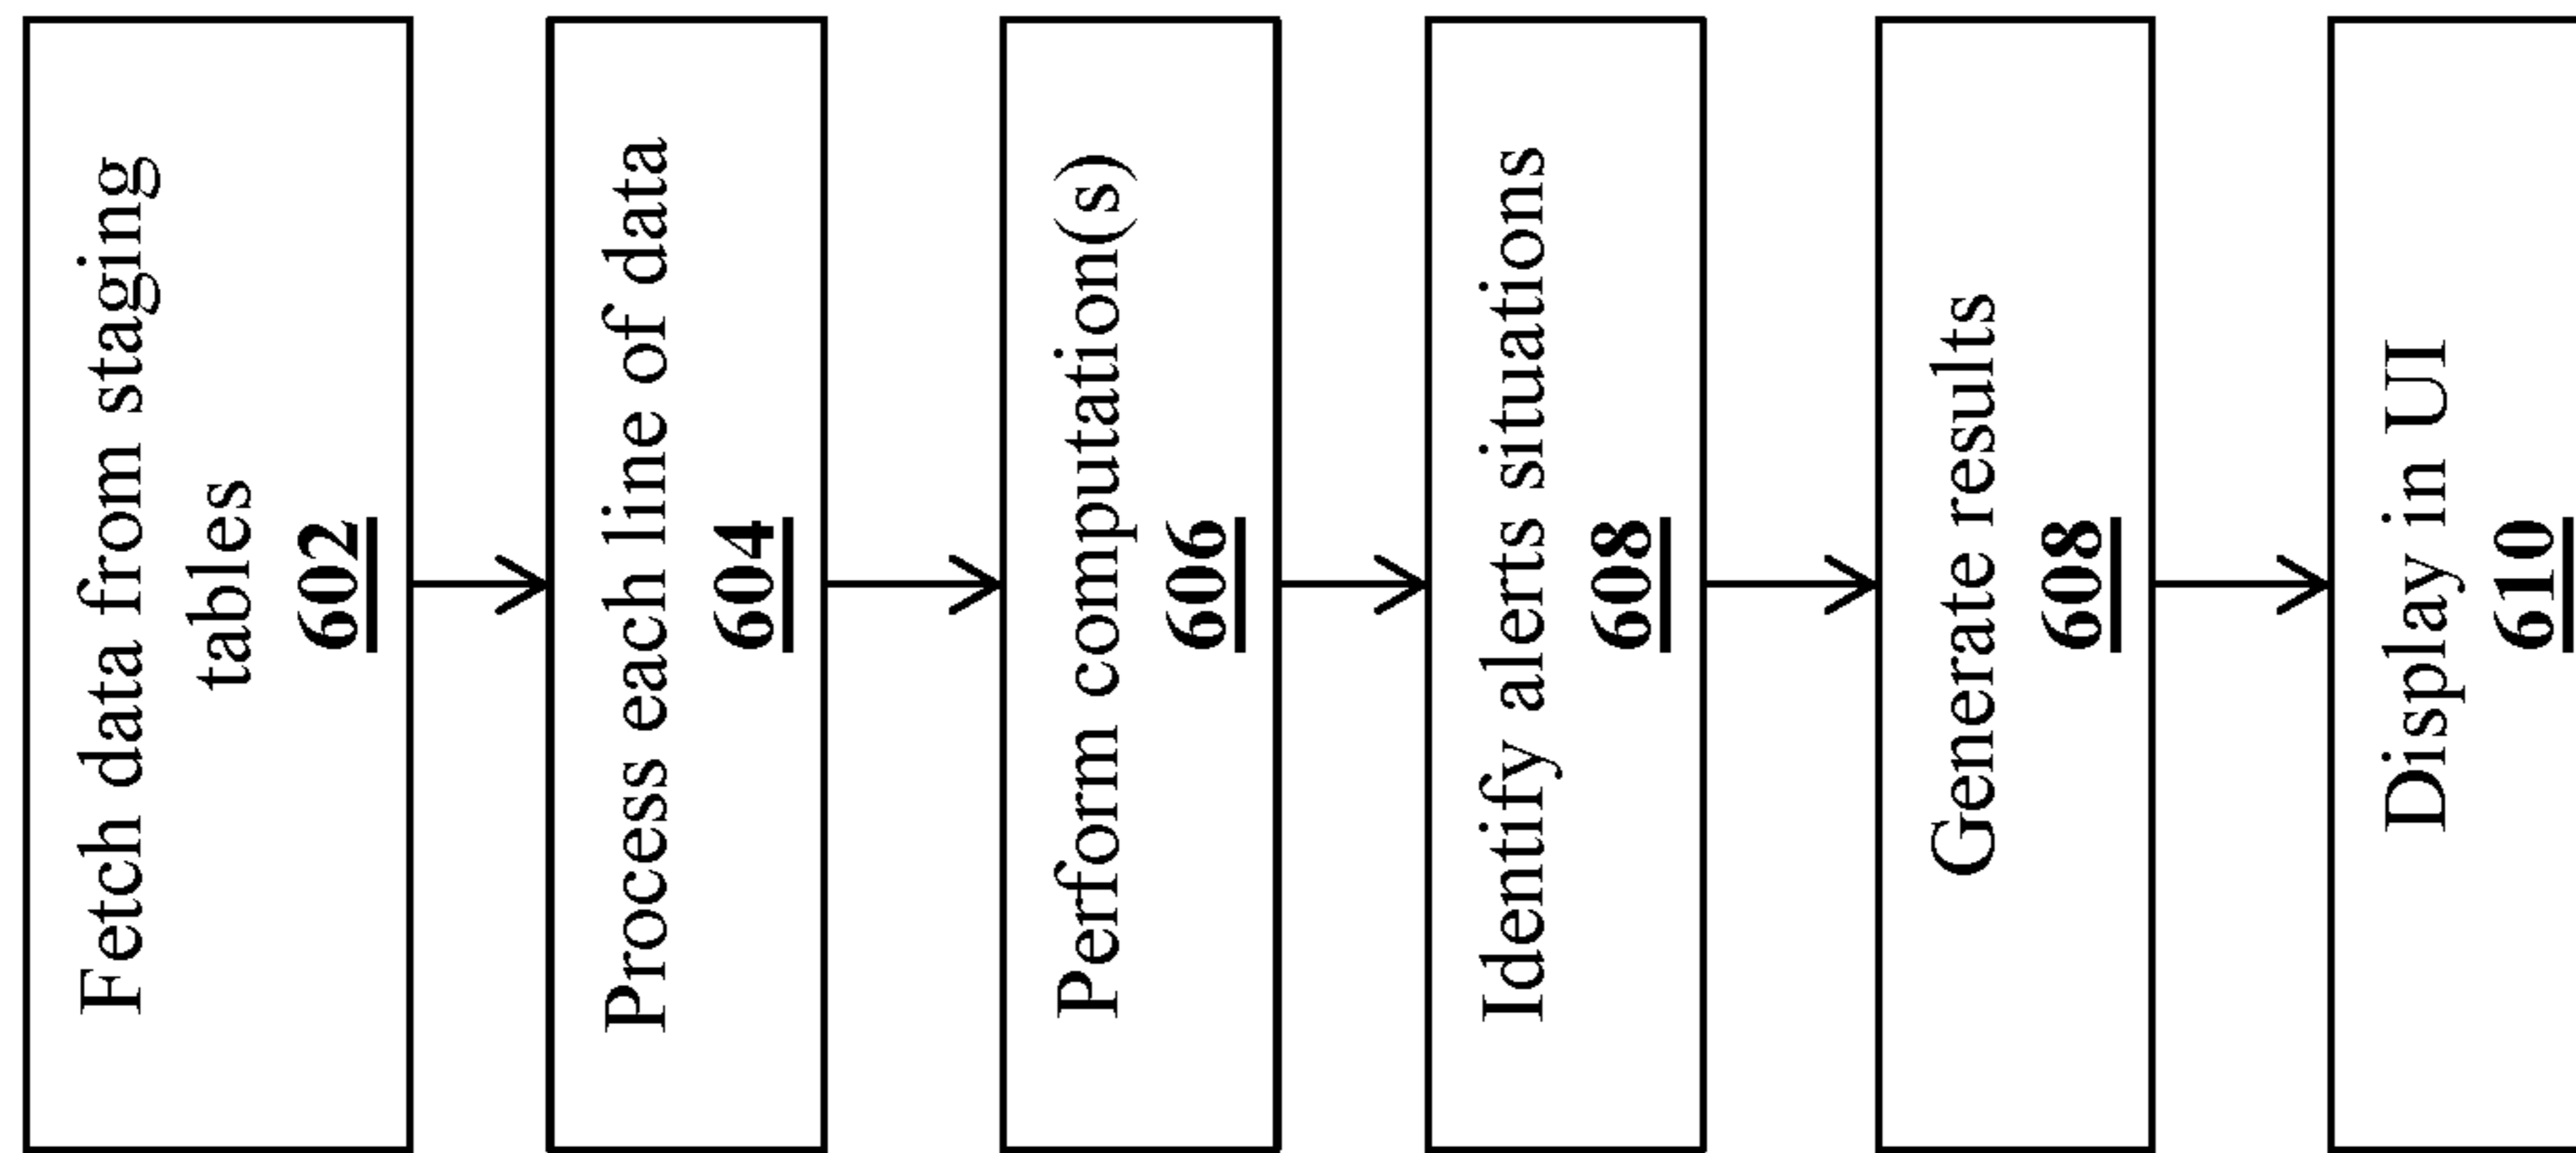 Fetch data from staging
tables
602
Process each line of data
604
Perform computation(s)
606
Identify alerts situations
608
Generate results
608
Display in UI
610